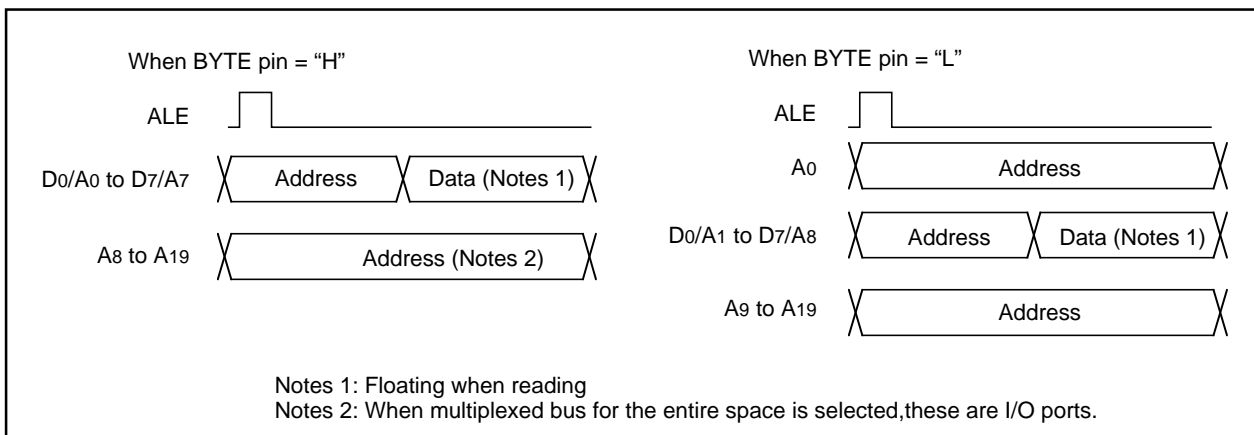 When BYTE pin = “H”
ALE
D0/A0 to D7/A7
Address
Data (Notes 1)
A8 to A19
Address (Notes 2)
When BYTE pin = “L”
ALE
A0
Address
D0/A1 to D7/A8
Address
Data (Notes 1)
A9 to A19
Address
Notes 1: Floating when reading
Notes 2: When multiplexed bus for the entire space is selected,these are I/O ports.